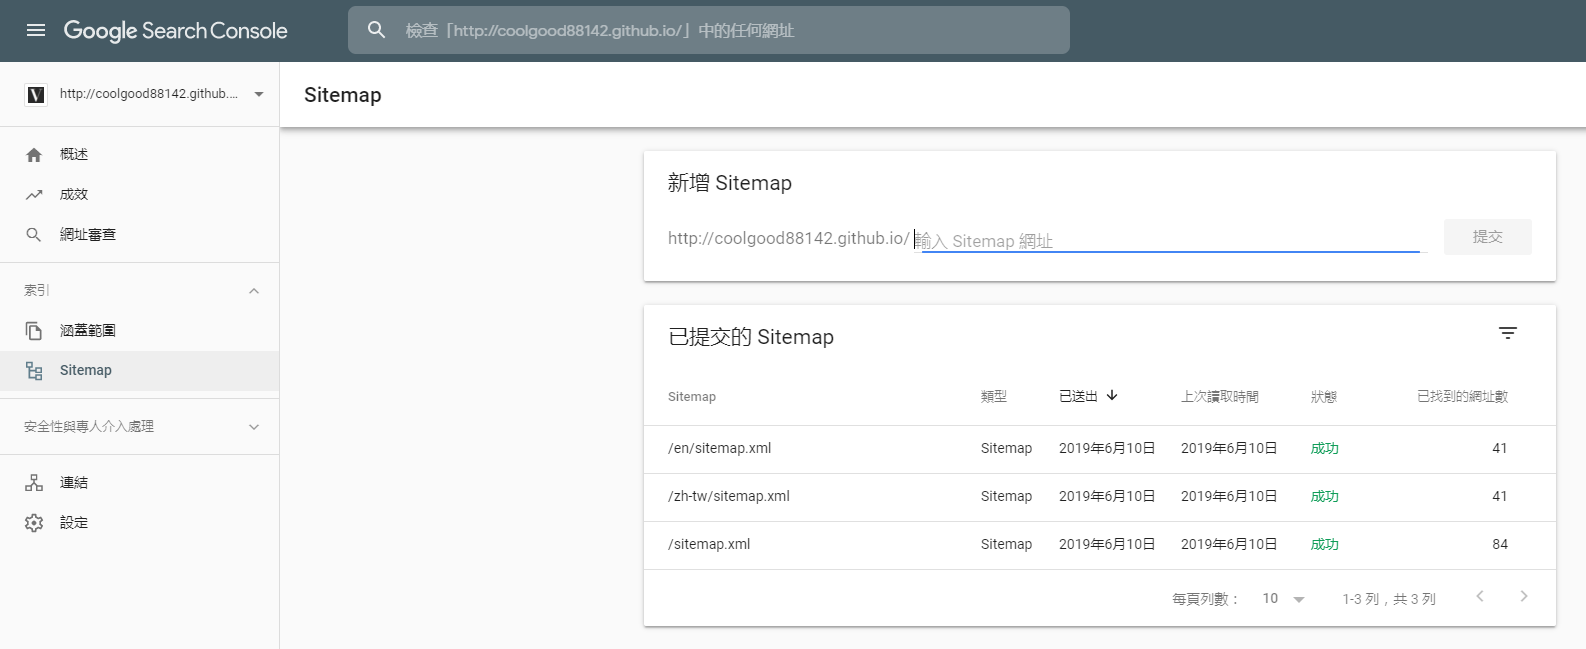 Google Search Console
檢查「http://coolgood88142.github.io/」中的任何網址
V http://coolgood88142.github....
Sitemap
概述
成效
網址審查
索引
涵蓋範圍
Sitemap
安全性與專人介入處理
連結
設定
新增 Sitemap
http://coolgood88142.github.io/ 輸入 Sitemap 網址 提交
已提交的 Sitemap
Sitemap 類型 已送出 上次讀取時間 狀態 已找到的網址數
/en/sitemap.xml Sitemap 2019年6月10日 2019年6月10日 成功 41
/zh-tw/sitemap.xml Sitemap 2019年6月10日 2019年6月10日 成功 41
/sitemap.xml Sitemap 2019年6月10日 2019年6月10日 成功 84
每頁列數： 10 1-3 列，共 3 列